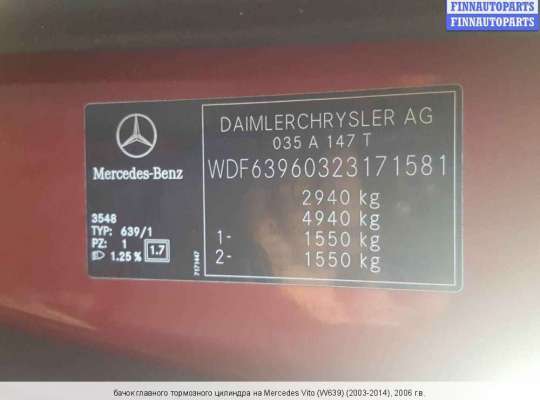 FINNAUTOPARTS
FINNAUTOPARTS
DAIMLERCHRYSLER AG
035 A 147 T
WDF63960323171581
2940 kg
4940 kg
1- 1550 kg
2- 1550 kg
Mercedes-Benz
3548
TYP: 639/1
PZ: 1
1.25 % 1.7
7171447
бачок главного тормозного цилиндра на Mercedes Vito (W639) (2003-2014), 2006 г.в.